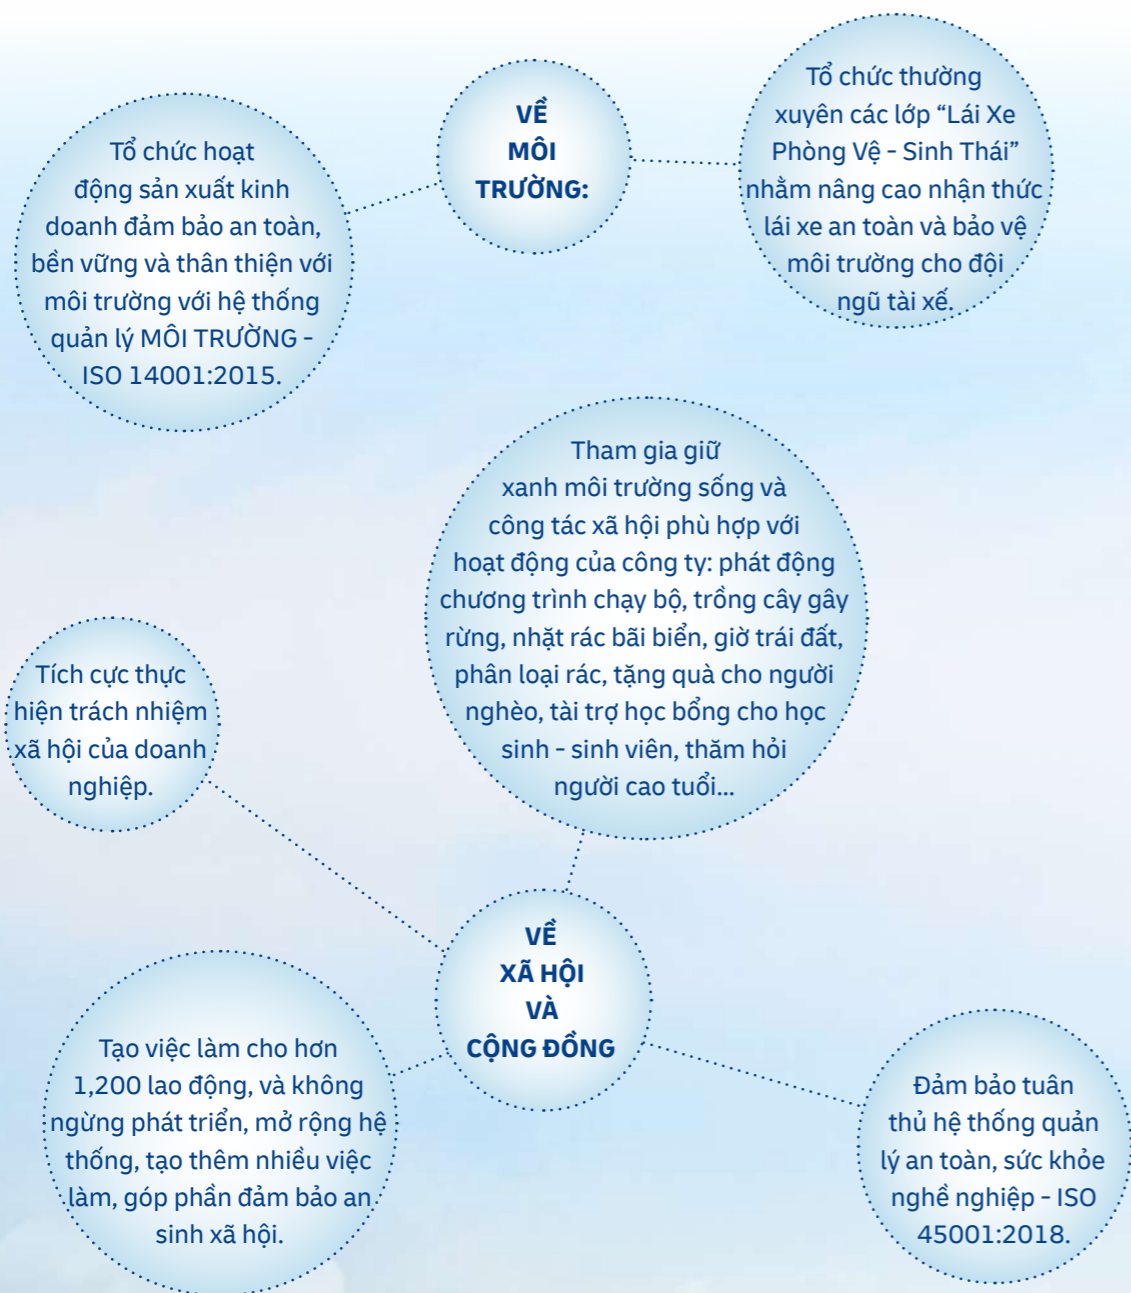 VỀ
MÔI
TRƯỜNG:
Tổ chức hoạt
động sản xuất kinh
doanh đảm bảo an toàn,
bền vững và thân thiện với
môi trường với hệ thống
quản lý MÔI TRƯỜNG -
ISO 14001:2015.
Tổ chức thường
xuyên các lớp “Lái Xe
Phòng Vệ - Sinh Thái”
nhằm nâng cao nhận thức
lái xe an toàn và bảo vệ
môi trường cho đội
ngũ tài xế.
Tham gia giữ
xanh môi trường sống và
công tác xã hội phù hợp với
hoạt động của công ty: phát động
chương trình chạy bộ, trồng cây gây
rừng, nhặt rác bãi biển, giờ trái đất,
phân loại rác, tặng quà cho người
nghèo, tài trợ học bổng cho học
sinh - sinh viên, thăm hỏi
người cao tuổi...
Tích cực thực
hiện trách nhiệm
xã hội của doanh
nghiệp.
VỀ
XÃ HỘI
VÀ
CỘNG ĐỒNG
Tạo việc làm cho hơn
1,200 lao động, và không
ngừng phát triển, mở rộng hệ
thống, tạo thêm nhiều việc
làm, góp phần đảm bảo an
sinh xã hội.
Đảm bảo tuân
thủ hệ thống quản
lý an toàn, sức khỏe
nghề nghiệp - ISO
45001:2018.